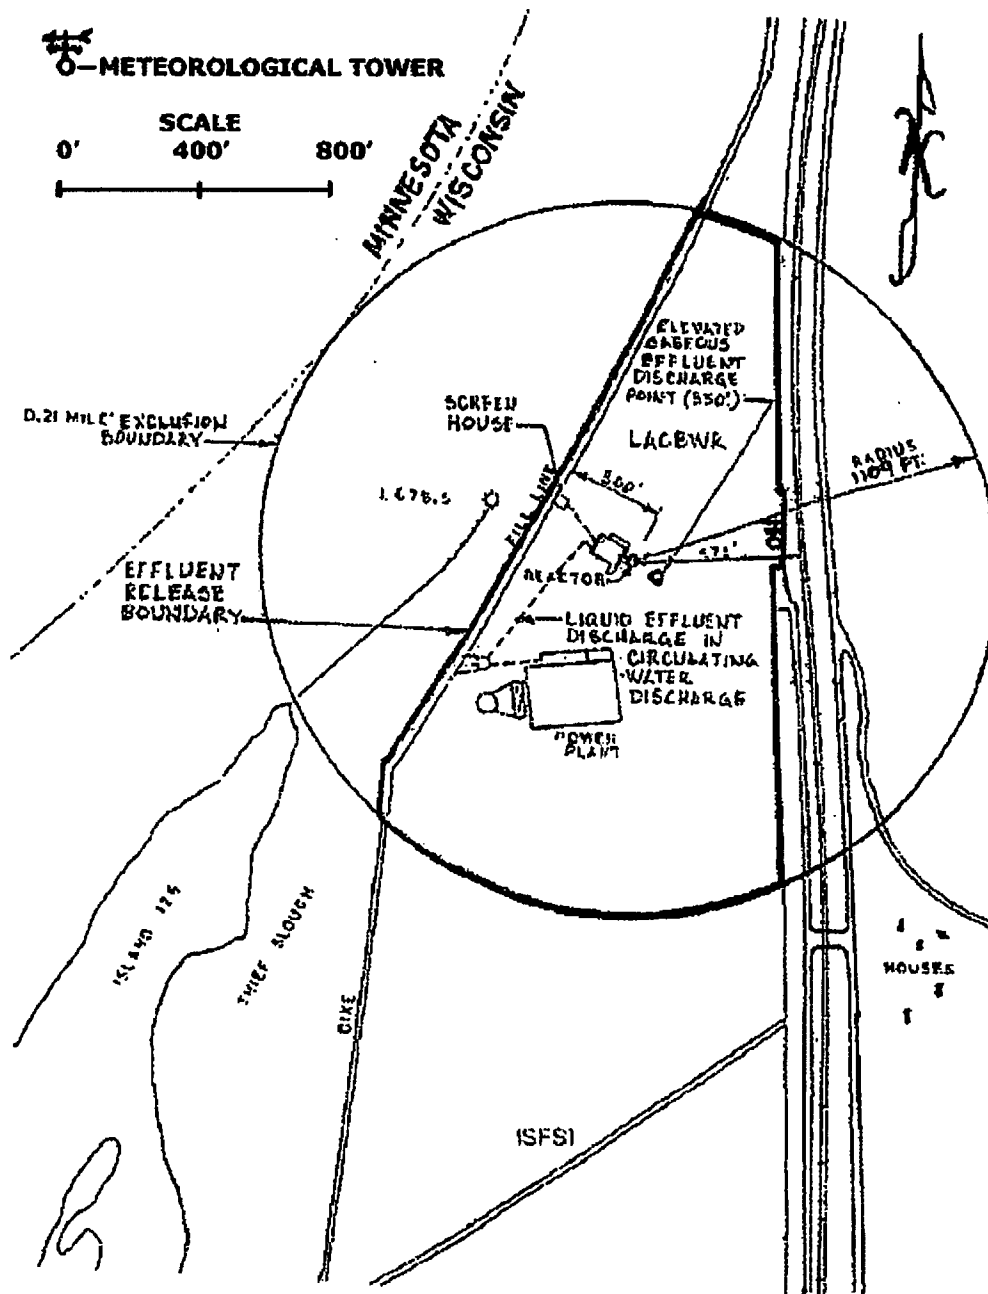 METEOROLOGICAL TOWER
SCALE
0' 400' 800'
MINNESOTA
WISCONSIN
ELEVATED
GASEOUS
EFFLUENT
DISCHARGE
POINT (350')
LACBWR
SCREEN
HOUSE
0.21 MILE EXCLUSION
BOUNDARY
RADIUS
1109 FT.
FILL LINE
REACTOR
EFFLUENT
RELEASE
BOUNDARY
LIQUID EFFLUENT
DISCHARGE IN
CIRCULATING
WATER
DISCHARGE
POWER
PLANT
ISLAND 126
THIEF SLOUGH
DIKE
HOUSES
ISFSI